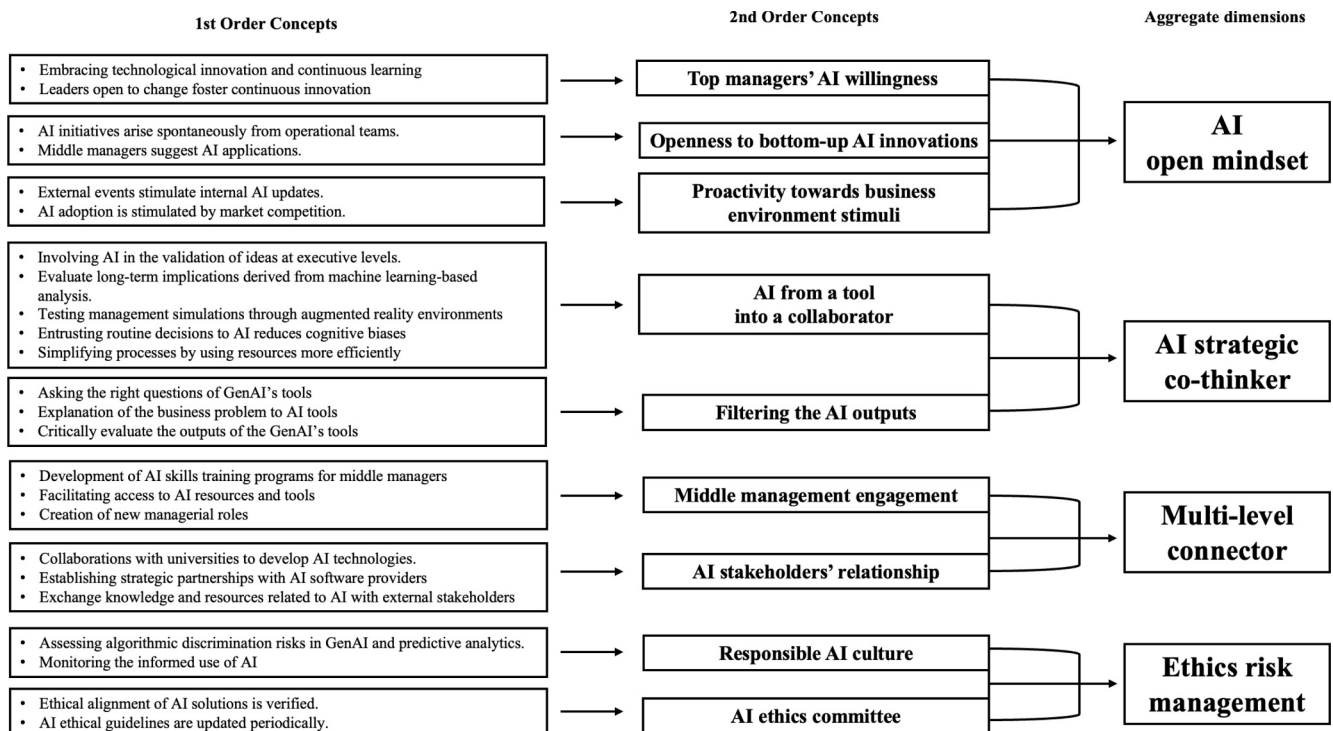 1st Order Concepts
2nd Order Concepts
Aggregate dimensions
• Embracing technological innovation and continuous learning
• Leaders open to change foster continuous innovation
Top managers' AI willingness
• AI initiatives arise spontaneously from operational teams.
• Middle managers suggest AI applications.
Openness to bottom-up AI innovations
• External events stimulate internal AI updates.
• AI adoption is stimulated by market competition.
Proactivity towards business
environment stimuli
AI
open mindset
• Involving AI in the validation of ideas at executive levels.
• Evaluate long-term implications derived from machine learning-based
analysis.
• Testing management simulations through augmented reality environments
• Entrusting routine decisions to AI reduces cognitive biases
• Simplifying processes by using resources more efficiently
AI from a tool
into a collaborator
• Asking the right questions of GenAI's tools
• Explanation of the business problem to AI tools
• Critically evaluate the outputs of the GenAI's tools
Filtering the AI outputs
AI strategic
co-thinker
• Development of AI skills training programs for middle managers
• Facilitating access to AI resources and tools
• Creation of new managerial roles
Middle management engagement
• Collaborations with universities to develop AI technologies.
• Establishing strategic partnerships with AI software providers
• Exchange knowledge and resources related to AI with external stakeholders
AI stakeholders' relationship
Multi-level
connector
• Assessing algorithmic discrimination risks in GenAI and predictive analytics.
• Monitoring the informed use of AI
Responsible AI culture
• Ethical alignment of AI solutions is verified.
• AI ethical guidelines are updated periodically.
AI ethics committee
Ethics risk
management